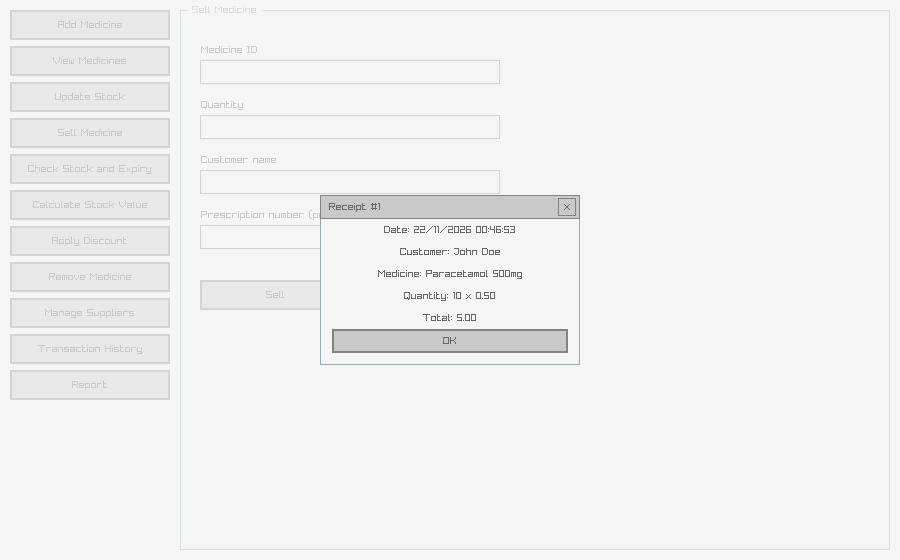 Add Medicine
View Medicines
Update Stock
Sell Medicine
Check Stock and Expiry
Calculate Stock Value
Apply Discount
Remove Medicine
Manage Suppliers
Transaction History
Report
Sell Medicine
Medicine ID
Quantity
Customer name
Prescription number
Sell
Receipt #1
Date: 22/11/2026 00:46:53
Customer: John Doe
Medicine: Paracetamol 500mg
Quantity: 10 x 0.50
Total: 5.00
OK